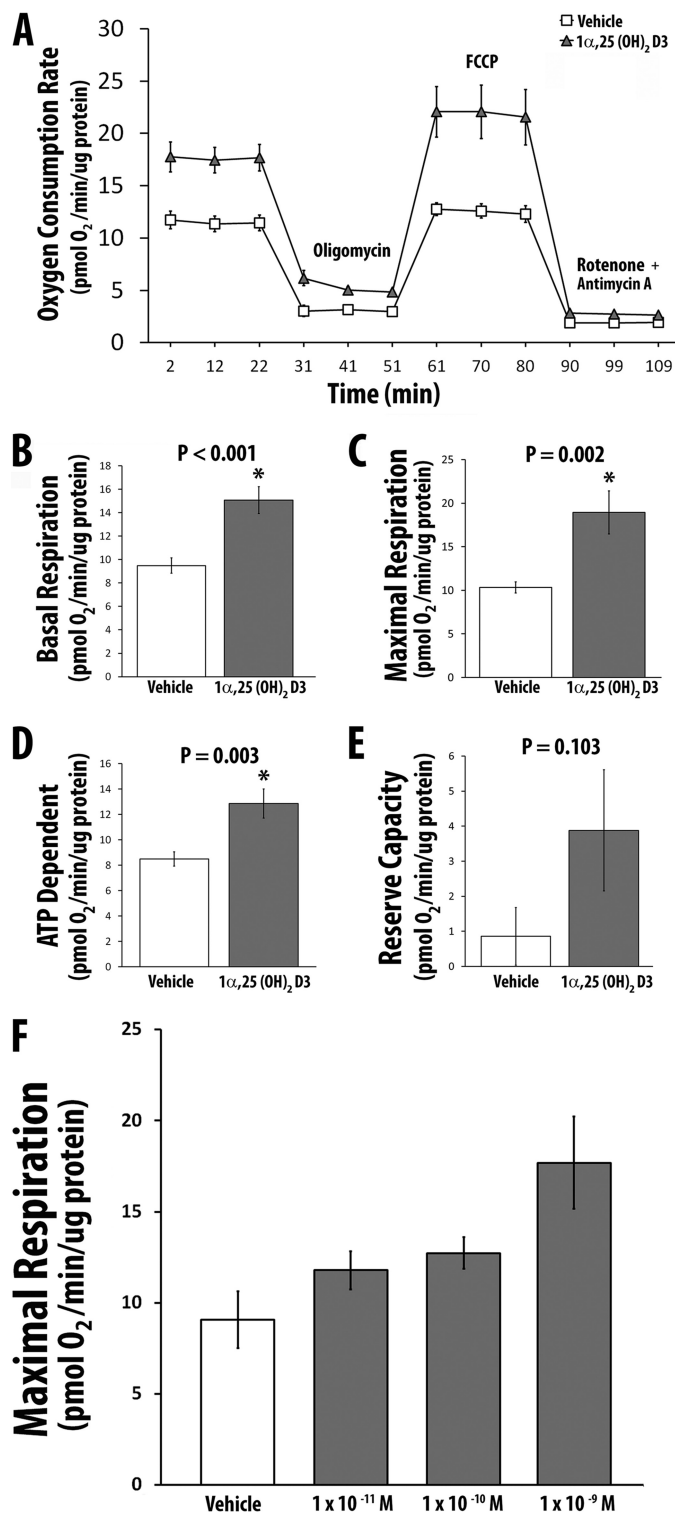 A
Vehicle
1α,25 (OH)2 D3
FCCP
Oligomycin
Rotenone +
Antimycin A
Oxygen Consumption Rate
(pmol O2 /min/ug protein)
30
25
20
15
10
5
0
2 12 22 31 41 51 61 70 80 90 99 109
Time (min)
B
P < 0.001
*
Basal Respiration
(pmol O2/min/ug protein)
18
16
14
12
10
8
6
4
2
0
Vehicle 1α,25 (OH)2 D3
C
P = 0.002
*
Maximal Respiration
(pmol O2/min/ug protein)
25
20
15
10
5
0
Vehicle 1α,25 (OH)2 D3
D
P = 0.003
*
ATP Dependent
(pmol O2/min/ug protein)
16
14
12
10
8
6
4
2
0
Vehicle 1α,25 (OH)2 D3
E
P = 0.103
Reserve Capacity
(pmol O2/min/ug protein)
6
5
4
3
2
1
0
Vehicle 1α,25 (OH)2 D3
F
Maximal Respiration
(pmol O2/min/ug protein)
25
20
15
10
5
0
Vehicle 1 x 10 -11 M 1 x 10 -10 M 1 x 10 -9 M